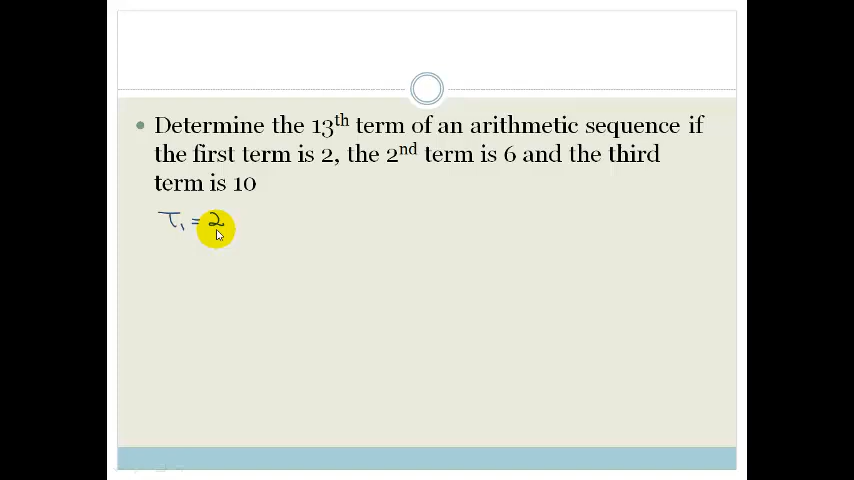 Determine the 13th term of an arithmetic sequence if
the first term is 2, the 2nd term is 6 and the third
term is 10
T₁ = 2